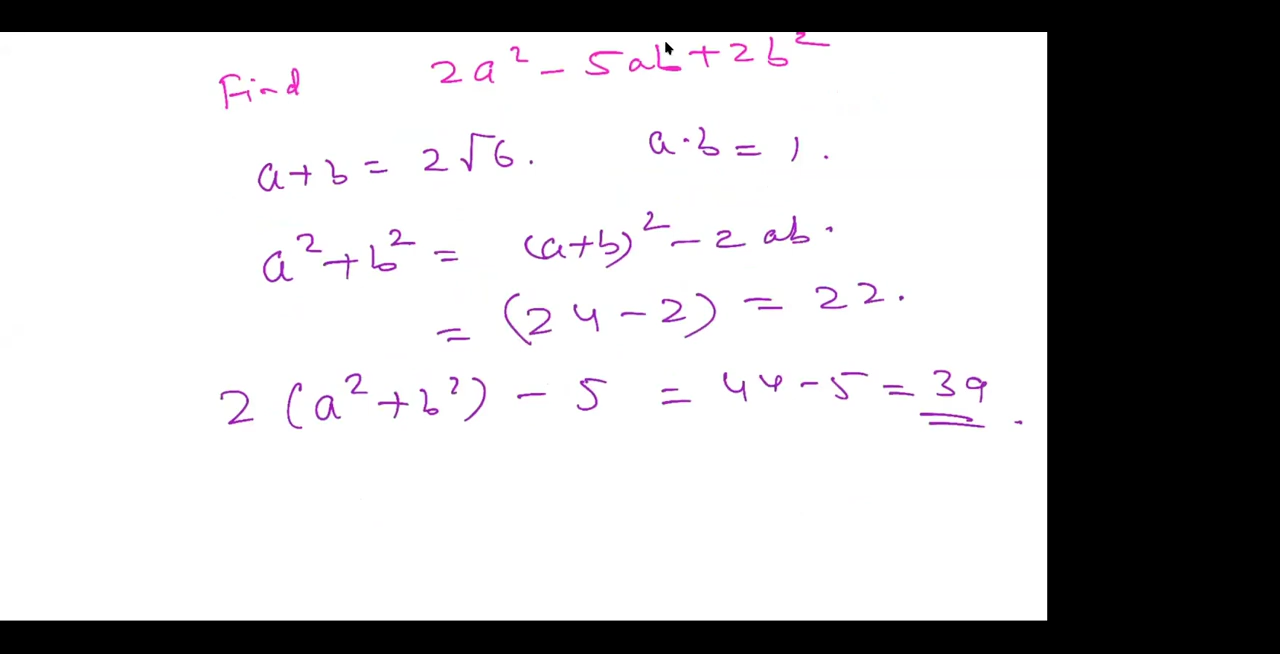 Find 2a² - 5ab + 2b²
a+b = 2√6. a·b = 1.
a²+b² = (a+b)² - 2ab.
= (24-2) = 22.
2(a²+b²) - 5 = 44-5 = 39.